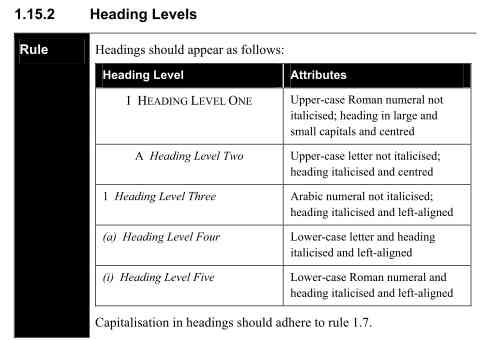 1.15.2 Heading Levels
Rule
Headings should appear as follows:
Heading Level Attributes
I HEADING LEVEL ONE
Upper-case Roman numeral not
italicised; heading in large and
small capitals and centred
A Heading Level Two
Upper-case letter not italicised;
heading italicised and centred
1 Heading Level Three
Arabic numeral not italicised;
heading italicised and left-aligned
(a) Heading Level Four
Lower-case letter and heading
italicised and left-aligned
(i) Heading Level Five
Lower-case Roman numeral and
heading italicised and left-aligned
Capitalisation in headings should adhere to rule 1.7.